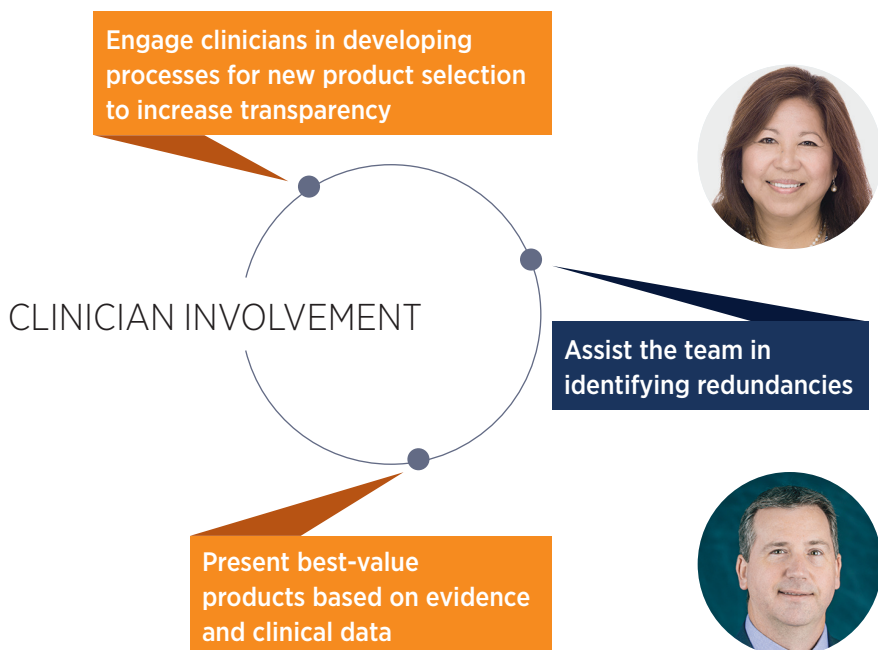 Engage clinicians in developing
processes for new product selection
to increase transparency
CLINICIAN INVOLVEMENT
Assist the team in
identifying redundancies
Present best-value
products based on evidence
and clinical data